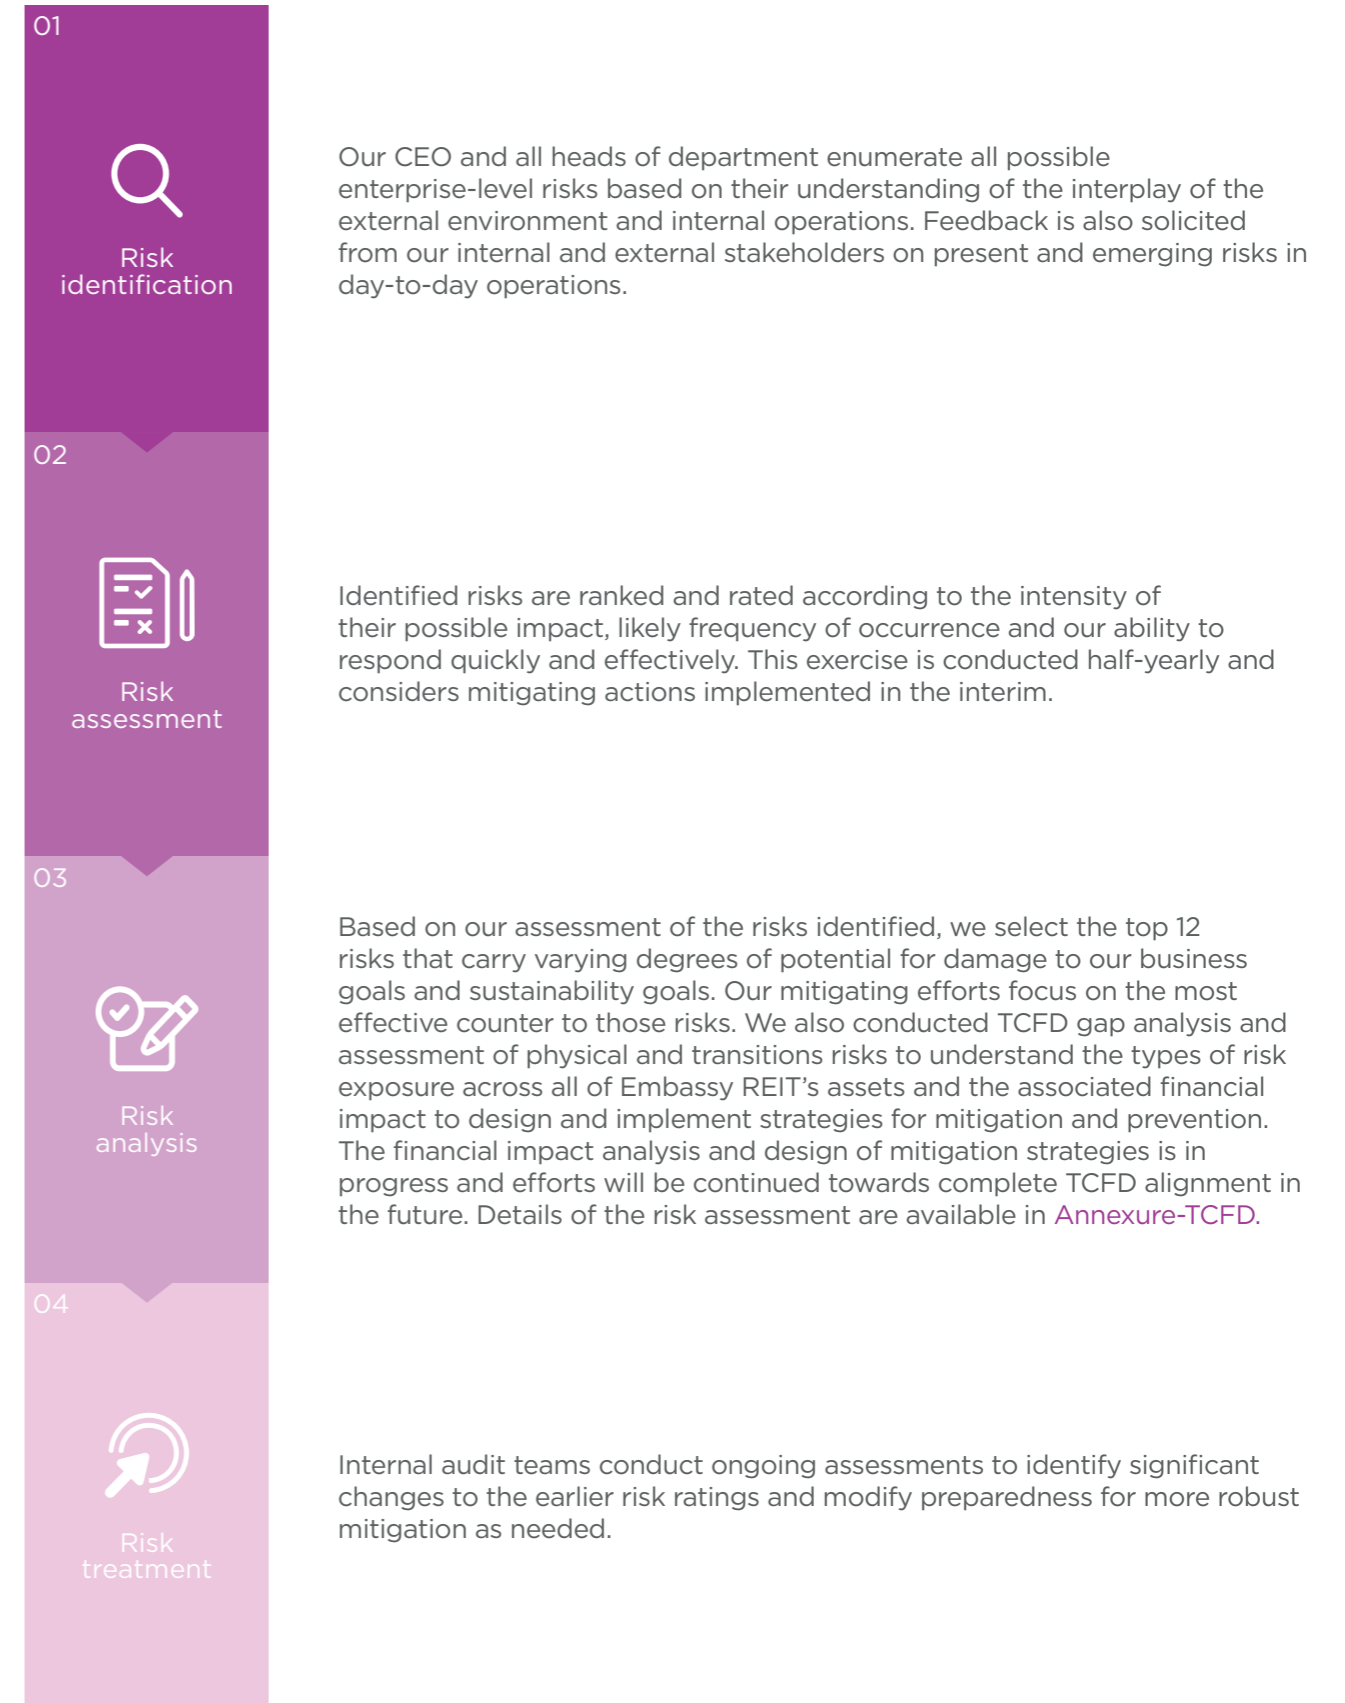 01
Risk
identification
Our CEO and all heads of department enumerate all possible
enterprise-level risks based on their understanding of the interplay of the
external environment and internal operations. Feedback is also solicited
from our internal and external stakeholders on present and emerging risks in
day-to-day operations.
02
Risk
assessment
Identified risks are ranked and rated according to the intensity of
their possible impact, likely frequency of occurrence and our ability to
respond quickly and effectively. This exercise is conducted half-yearly and
considers mitigating actions implemented in the interim.
03
Risk
analysis
Based on our assessment of the risks identified, we select the top 12
risks that carry varying degrees of potential for damage to our business
goals and sustainability goals. Our mitigating efforts focus on the most
effective counter to those risks. We also conducted TCFD gap analysis and
assessment of physical and transitions risks to understand the types of risk
exposure across all of Embassy REIT's assets and the associated financial
impact to design and implement strategies for mitigation and prevention.
The financial impact analysis and design of mitigation strategies is in
progress and efforts will be continued towards complete TCFD alignment in
the future. Details of the risk assessment are available in Annexure-TCFD.
04
Risk
treatment
Internal audit teams conduct ongoing assessments to identify significant
changes to the earlier risk ratings and modify preparedness for more robust
mitigation as needed.